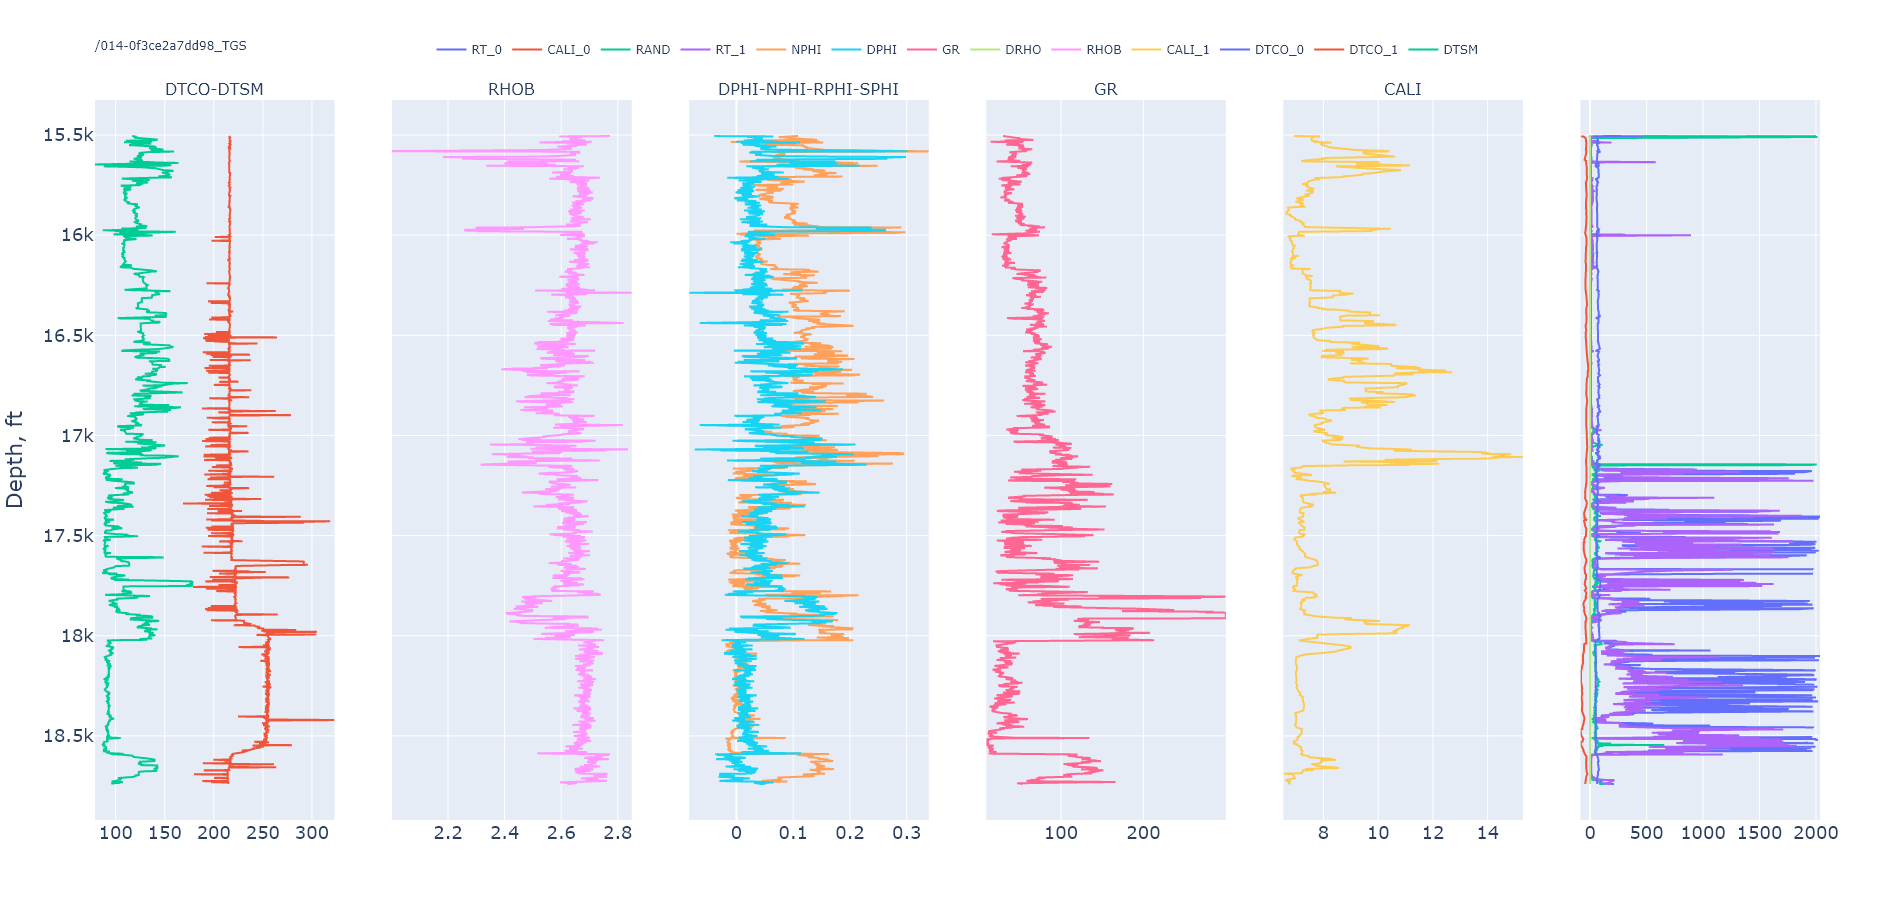 /014-0f3ce2a7dd98_TGS
RT_0 CALI_0 RAND RT_1 NPHI DPHI GR DRHO RHOB CALI_1 DTCO_0 DTCO_1 DTSM
DTCO-DTSM RHOB DPHI-NPHI-RPHI-SPHI GR CALI
Depth, ft
15.5k
16k
16.5k
17k
17.5k
18k
18.5k
100 150 200 250 300 2.2 2.4 2.6 2.8 0 0.1 0.2 0.3 100 200 8 10 12 14 0 500 1000 1500 2000